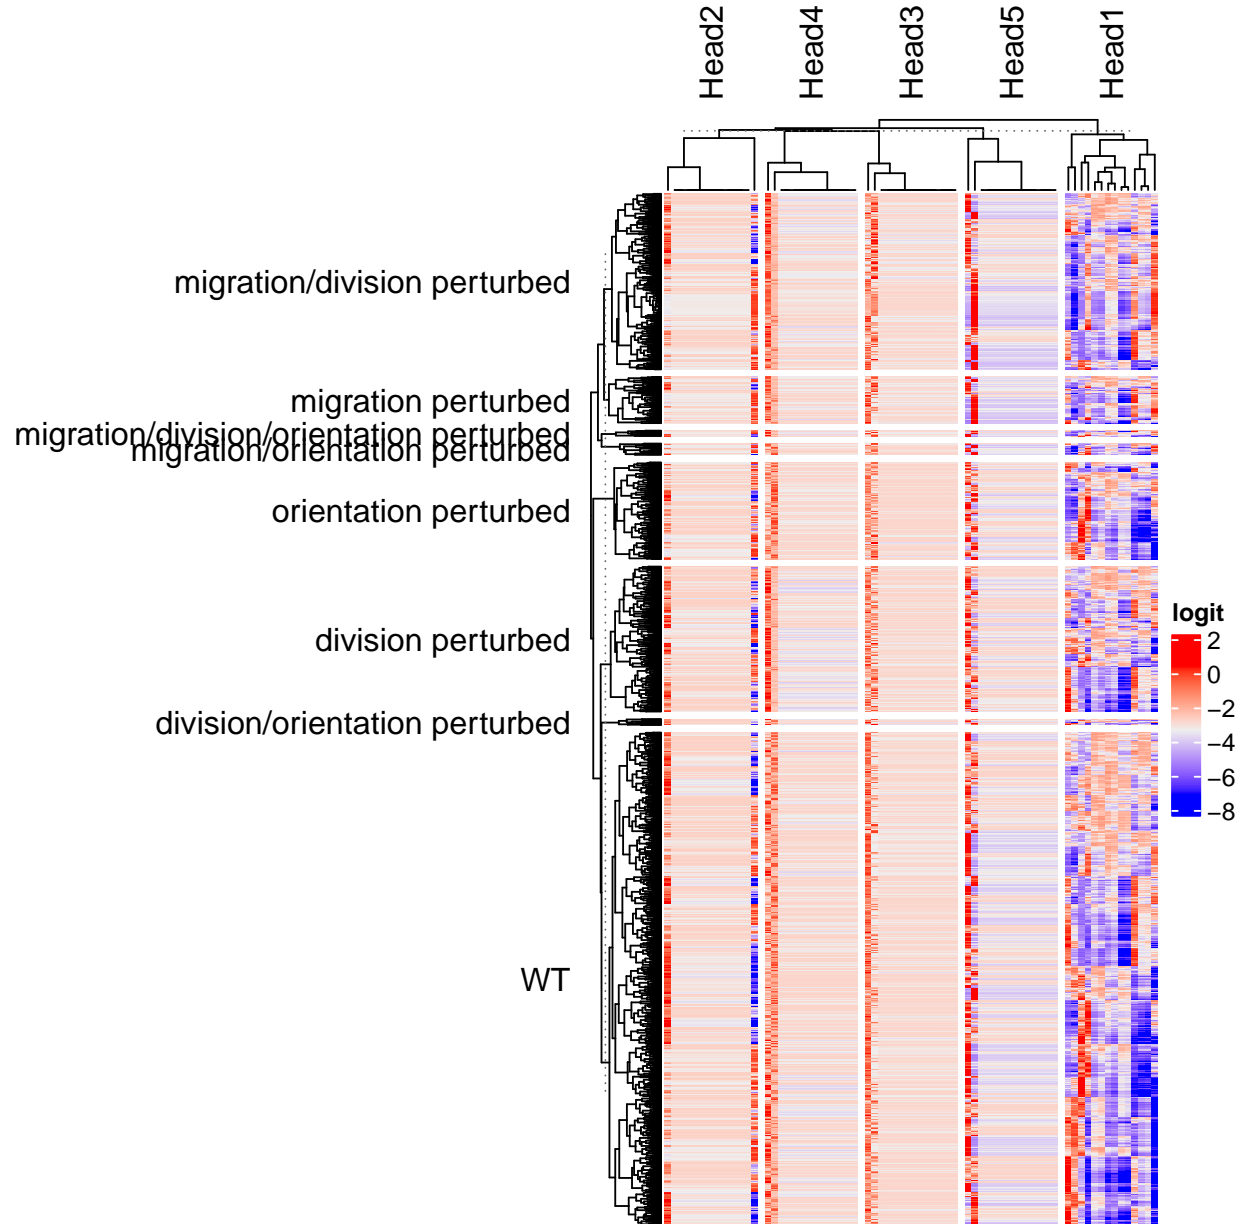 Head2
Head4
Head3
Head5
Head1
migration/division perturbed
migration perturbed
migration/division/orientation perturbed
migration/orientation perturbed
orientation perturbed
division perturbed
division/orientation perturbed
WT
logit
2
0
−2
−4
−6
−8